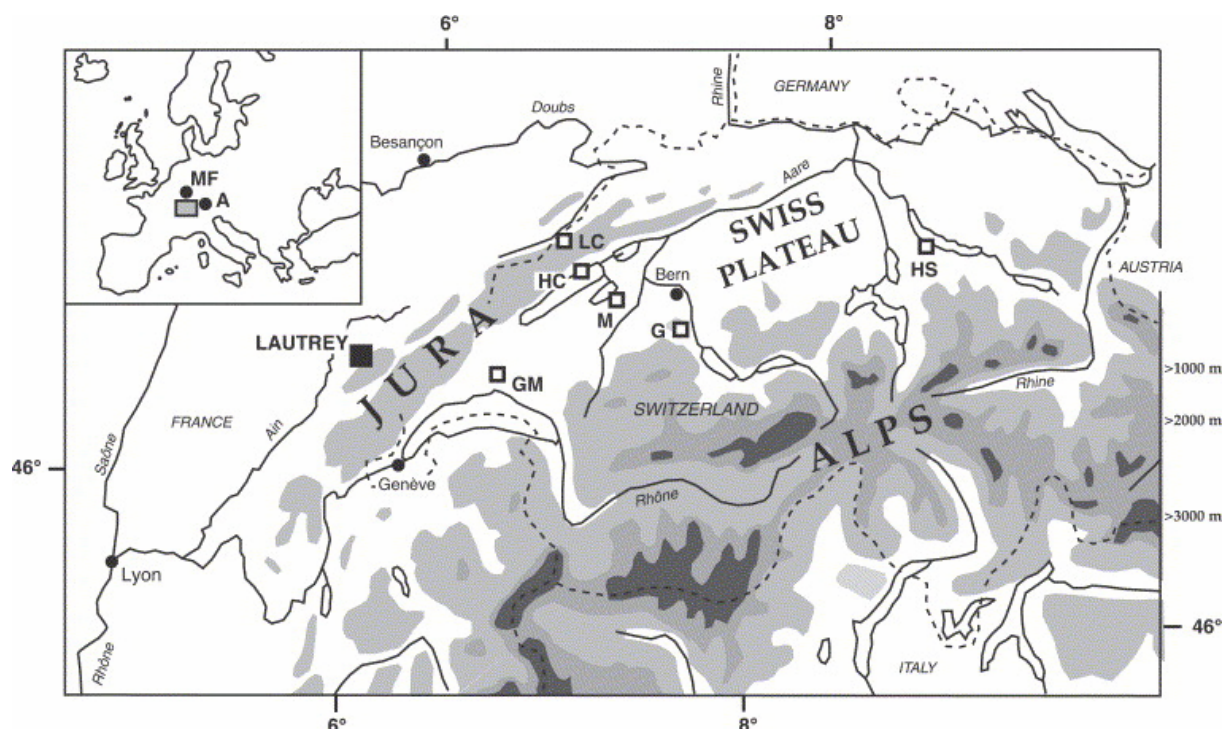 6°
8°
GERMANY
Rhine
Doubs
Besançon
MF
A
Aare
SWISS
PLATEAU
LC
HC
HS
AUSTRIA
Bern
M
G
LAUTREY
JURA
GM
>1000 m
Rhine
SWITZERLAND
FRANCE
Ain
>2000 m
ALPS
Saône
46°
Genève
Rhône
>3000 m
Lyon
46°
Rhône
ITALY
6°
8°